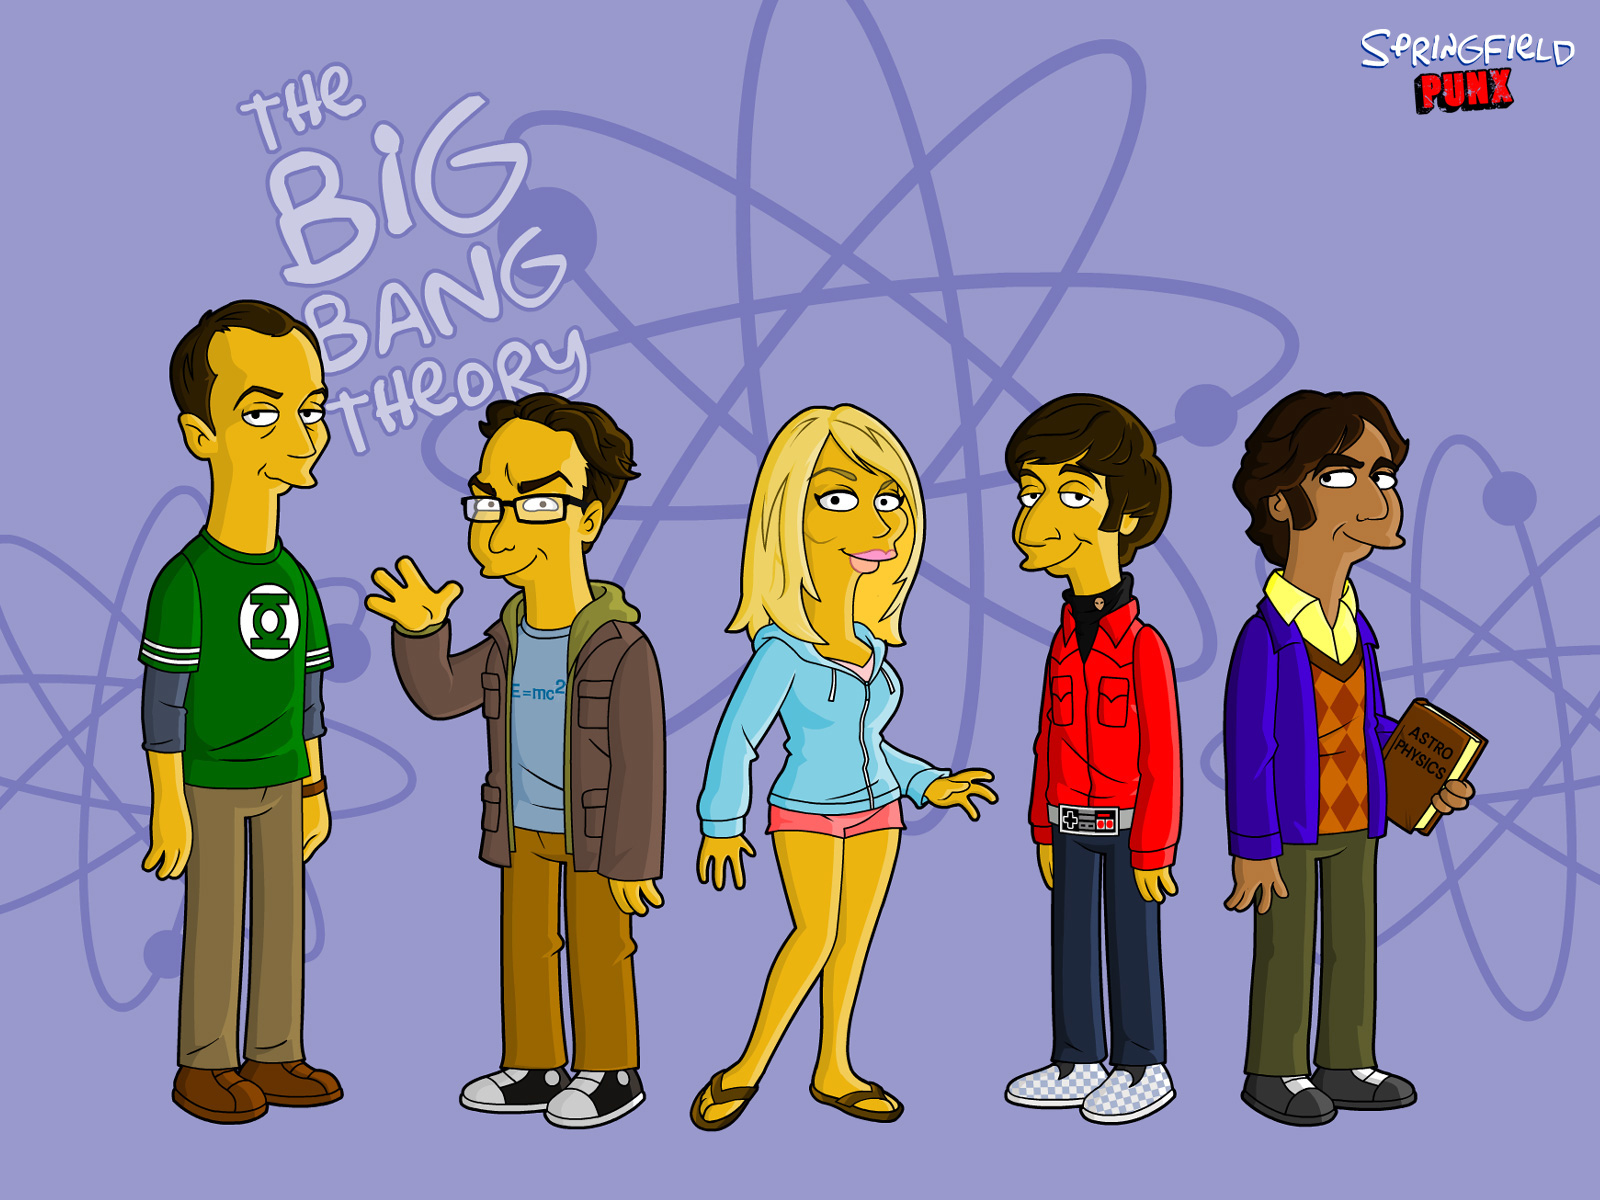 THE
BiG
BANG
THeORy
SPRiNGFieLD
PUNX
E=mc²
ASTRO
PHYSICS